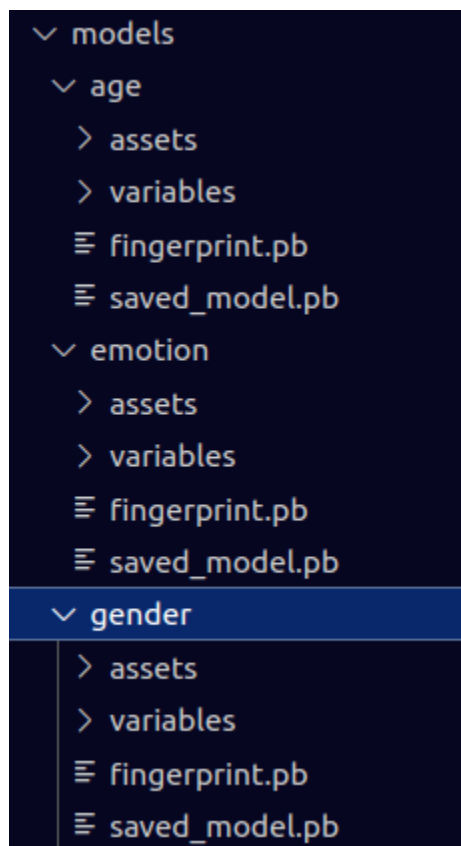 models
age
assets
variables
fingerprint.pb
saved_model.pb
emotion
assets
variables
fingerprint.pb
saved_model.pb
gender
assets
variables
fingerprint.pb
saved_model.pb